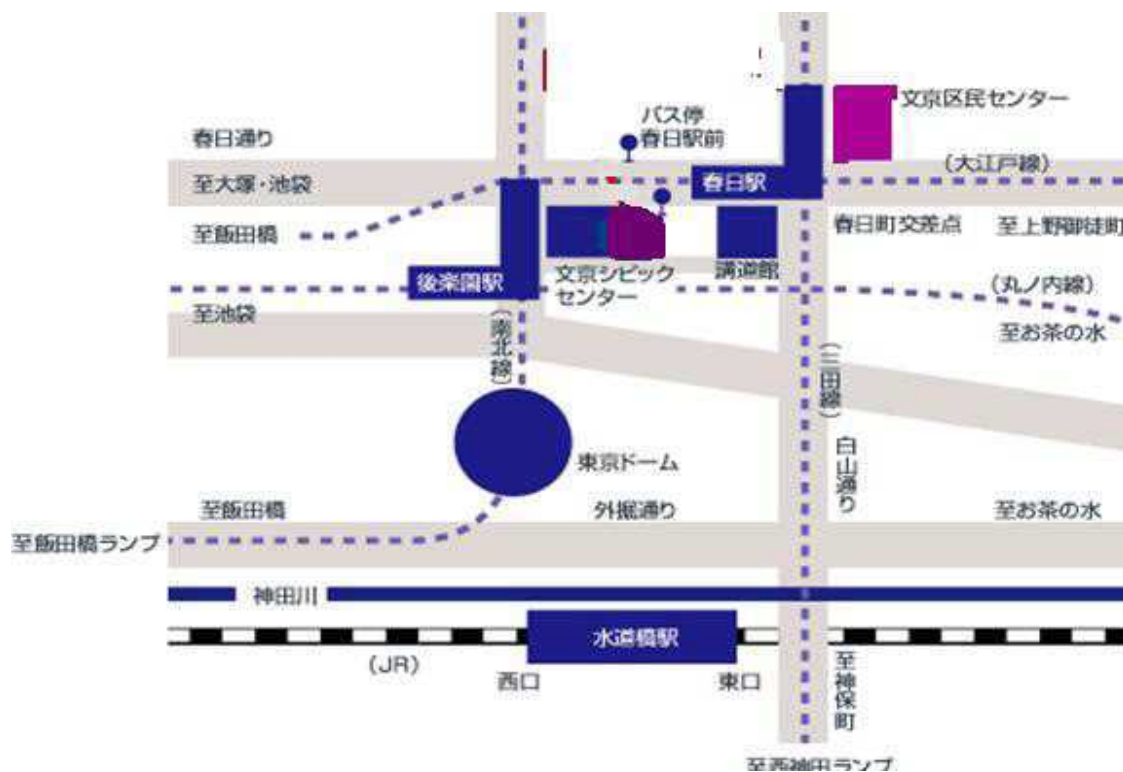 文京区民センター
バス停
春日駅前
春日通り
(大江戸線)
至大塚・池袋
春日駅
春日町交差点
至上野御徒町
至飯田橋
講道館
文京シビック
センター
後楽園駅
(丸ノ内線)
至池袋
至お茶の水
(南北線)
(三田線)
白山通り
東京ドーム
至飯田橋
外掘通り
至お茶の水
至飯田橋ランプ
神田川
水道橋駅
(JR)
西口
東口
至神保町
至西神田ランプ